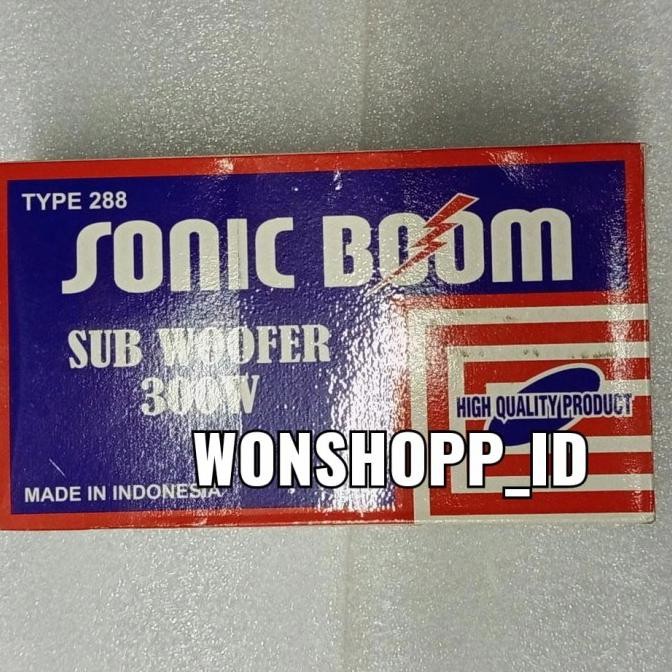 TYPE 288
SONIC BOOM
SUB WOOFER
300W
HIGH QUALITY PRODUCT
WONSHOPP_ID
MADE IN INDONESIA